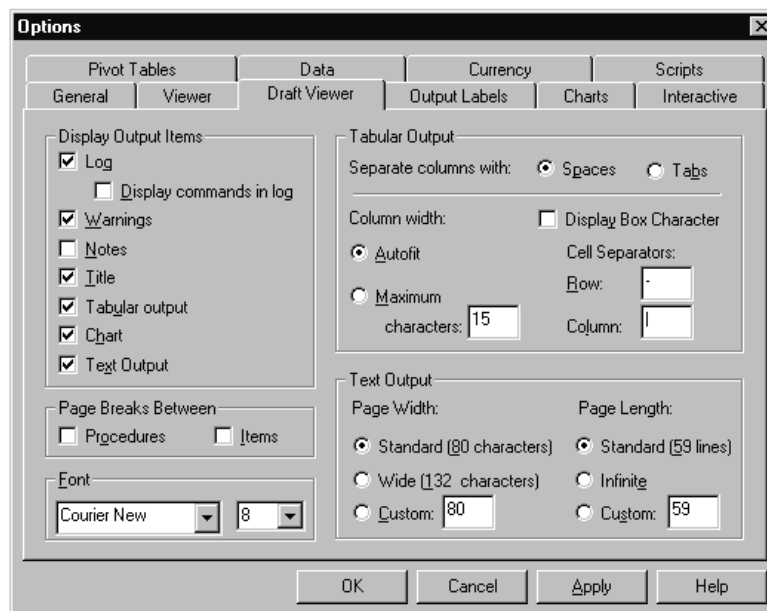 Options
Pivot Tables Data Currency Scripts
General Viewer Draft Viewer Output Labels Charts Interactive
Display Output Items
Log
Display commands in log
Warnings
Notes
Title
Tabular output
Chart
Text Output
Page Breaks Between
Procedures Items
Font
Courier New 8
Tabular Output
Separate columns with: Spaces Tabs
Column width: Display Box Character
Autofit Cell Separators:
Row: -
Maximum
characters: 15 Column: |
Text Output
Page Width: Page Length:
Standard (80 characters) Standard (59 lines)
Wide (132 characters) Infinite
Custom: 80 Custom: 59
OK Cancel Apply Help